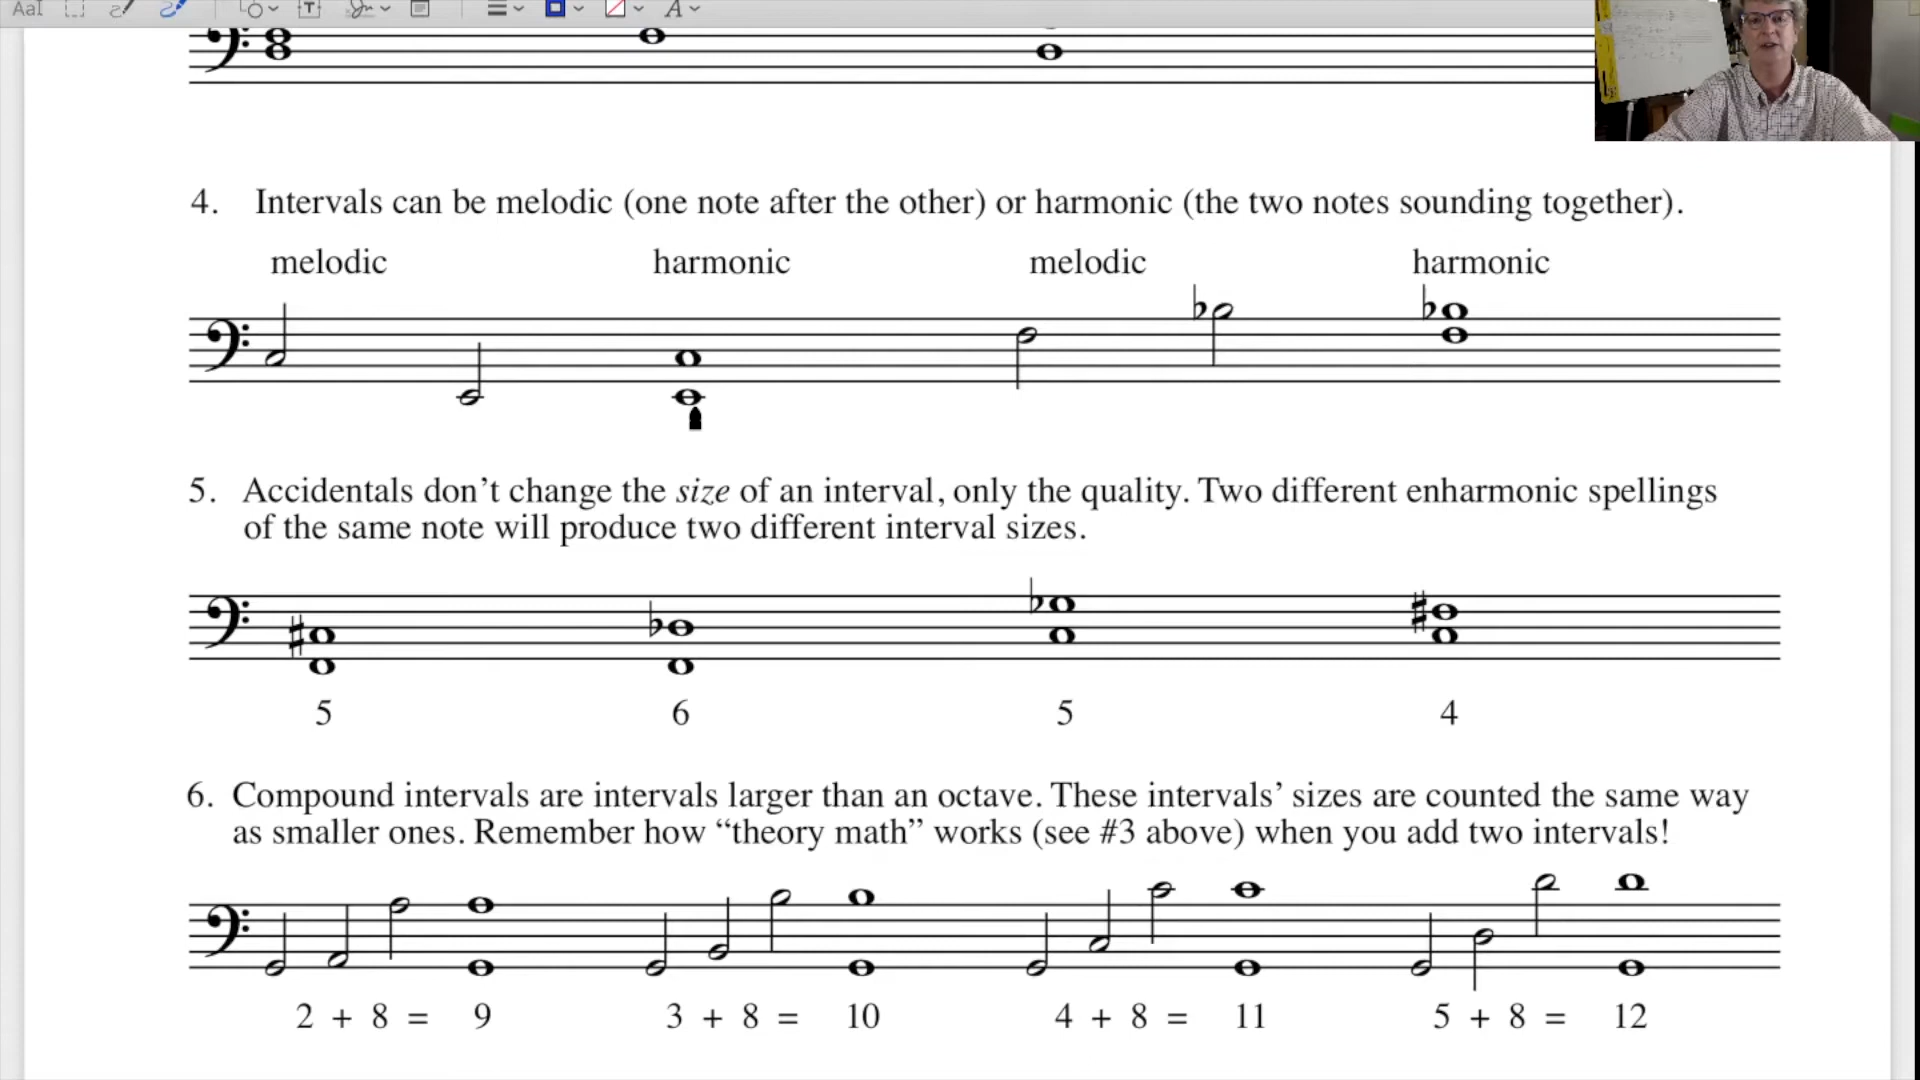 AaI T A
4. Intervals can be melodic (one note after the other) or harmonic (the two notes sounding together).
melodic harmonic melodic harmonic
5. Accidentals don’t change the size of an interval, only the quality. Two different enharmonic spellings
of the same note will produce two different interval sizes.
5 6 5 4
6. Compound intervals are intervals larger than an octave. These intervals’ sizes are counted the same way
as smaller ones. Remember how “theory math” works (see #3 above) when you add two intervals!
2 + 8 = 9 3 + 8 = 10 4 + 8 = 11 5 + 8 = 12